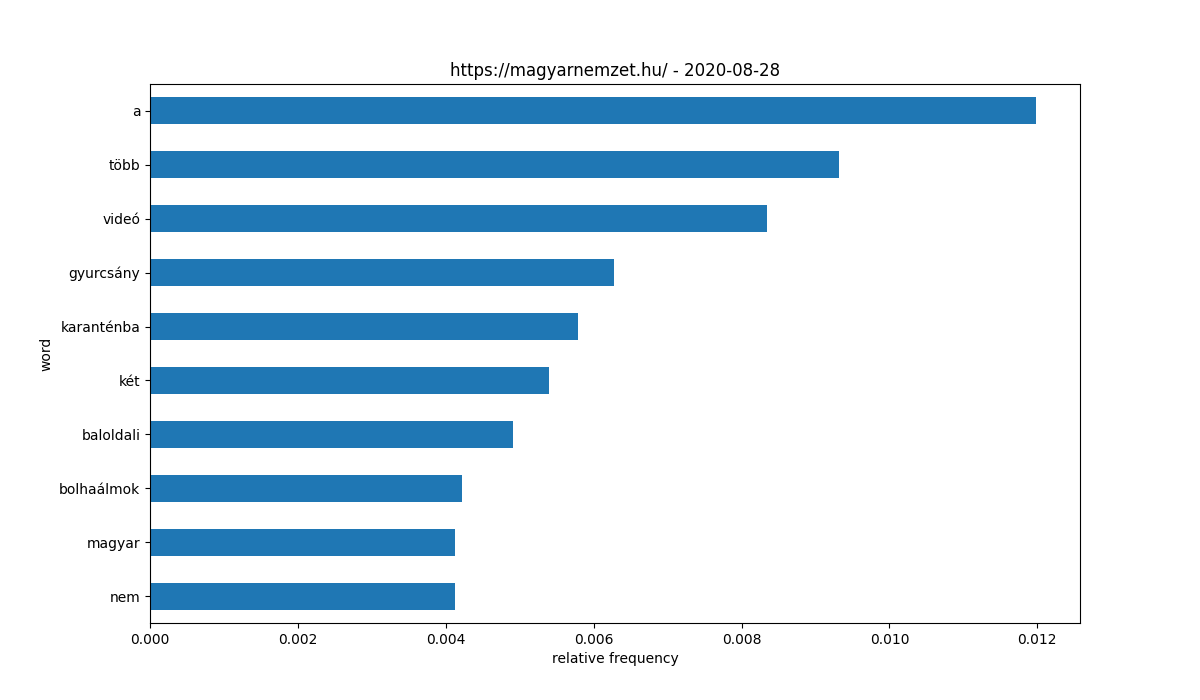 https://magyarnemzet.hu/ - 2020-08-28
a
több
videó
gyurcsány
karanténba
két
baloldali
bolhaálmok
magyar
nem
word
0.000 0.002 0.004 0.006 0.008 0.010 0.012
relative frequency